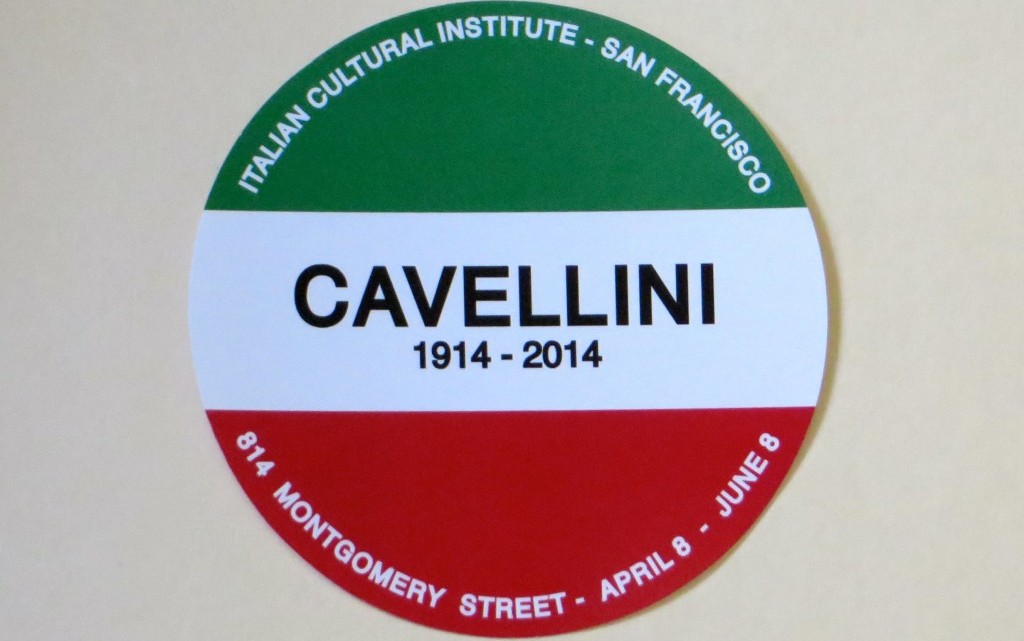 ITALIAN CULTURAL INSTITUTE - SAN FRANCISCO
CAVELLINI
1914 - 2014
814 MONTGOMERY STREET - APRIL 8 - JUNE 8